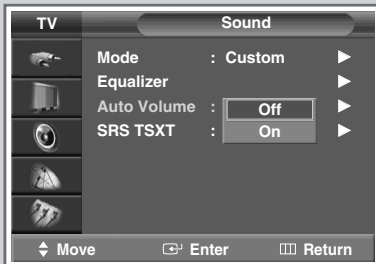 TV Sound
Mode : Custom
Equalizer
Auto Volume : Off
SRS TSXT : On
Move Enter Return